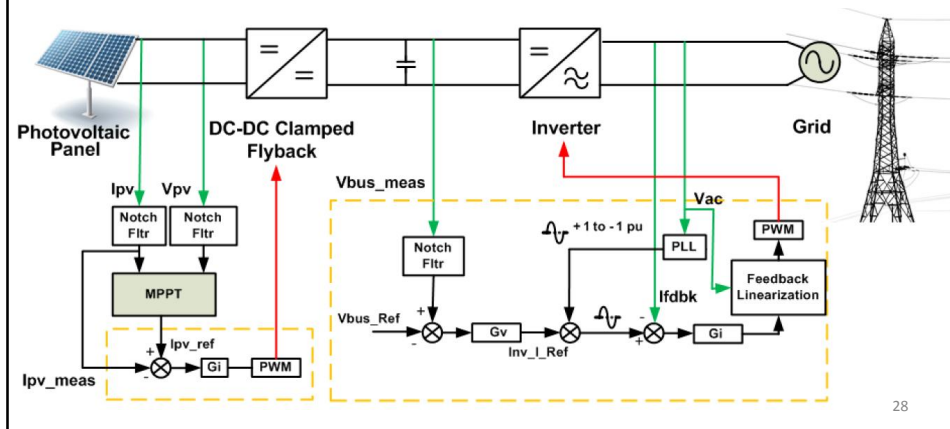 Photovoltaic
Panel
DC-DC Clamped
Flyback
Inverter
Grid
Ipv
Vpv
Vbus_meas
Vac
Notch
Fltr
Notch
Fltr
Notch
Fltr
+ 1 to - 1 pu
PLL
PWM
MPPT
Ifdbk
Feedback
Linearization
Vbus_Ref
+
-
Gv
Inv_I_Ref
-
+
Gi
Ipv_ref
+
-
Ipv_meas
Gi
PWM
28